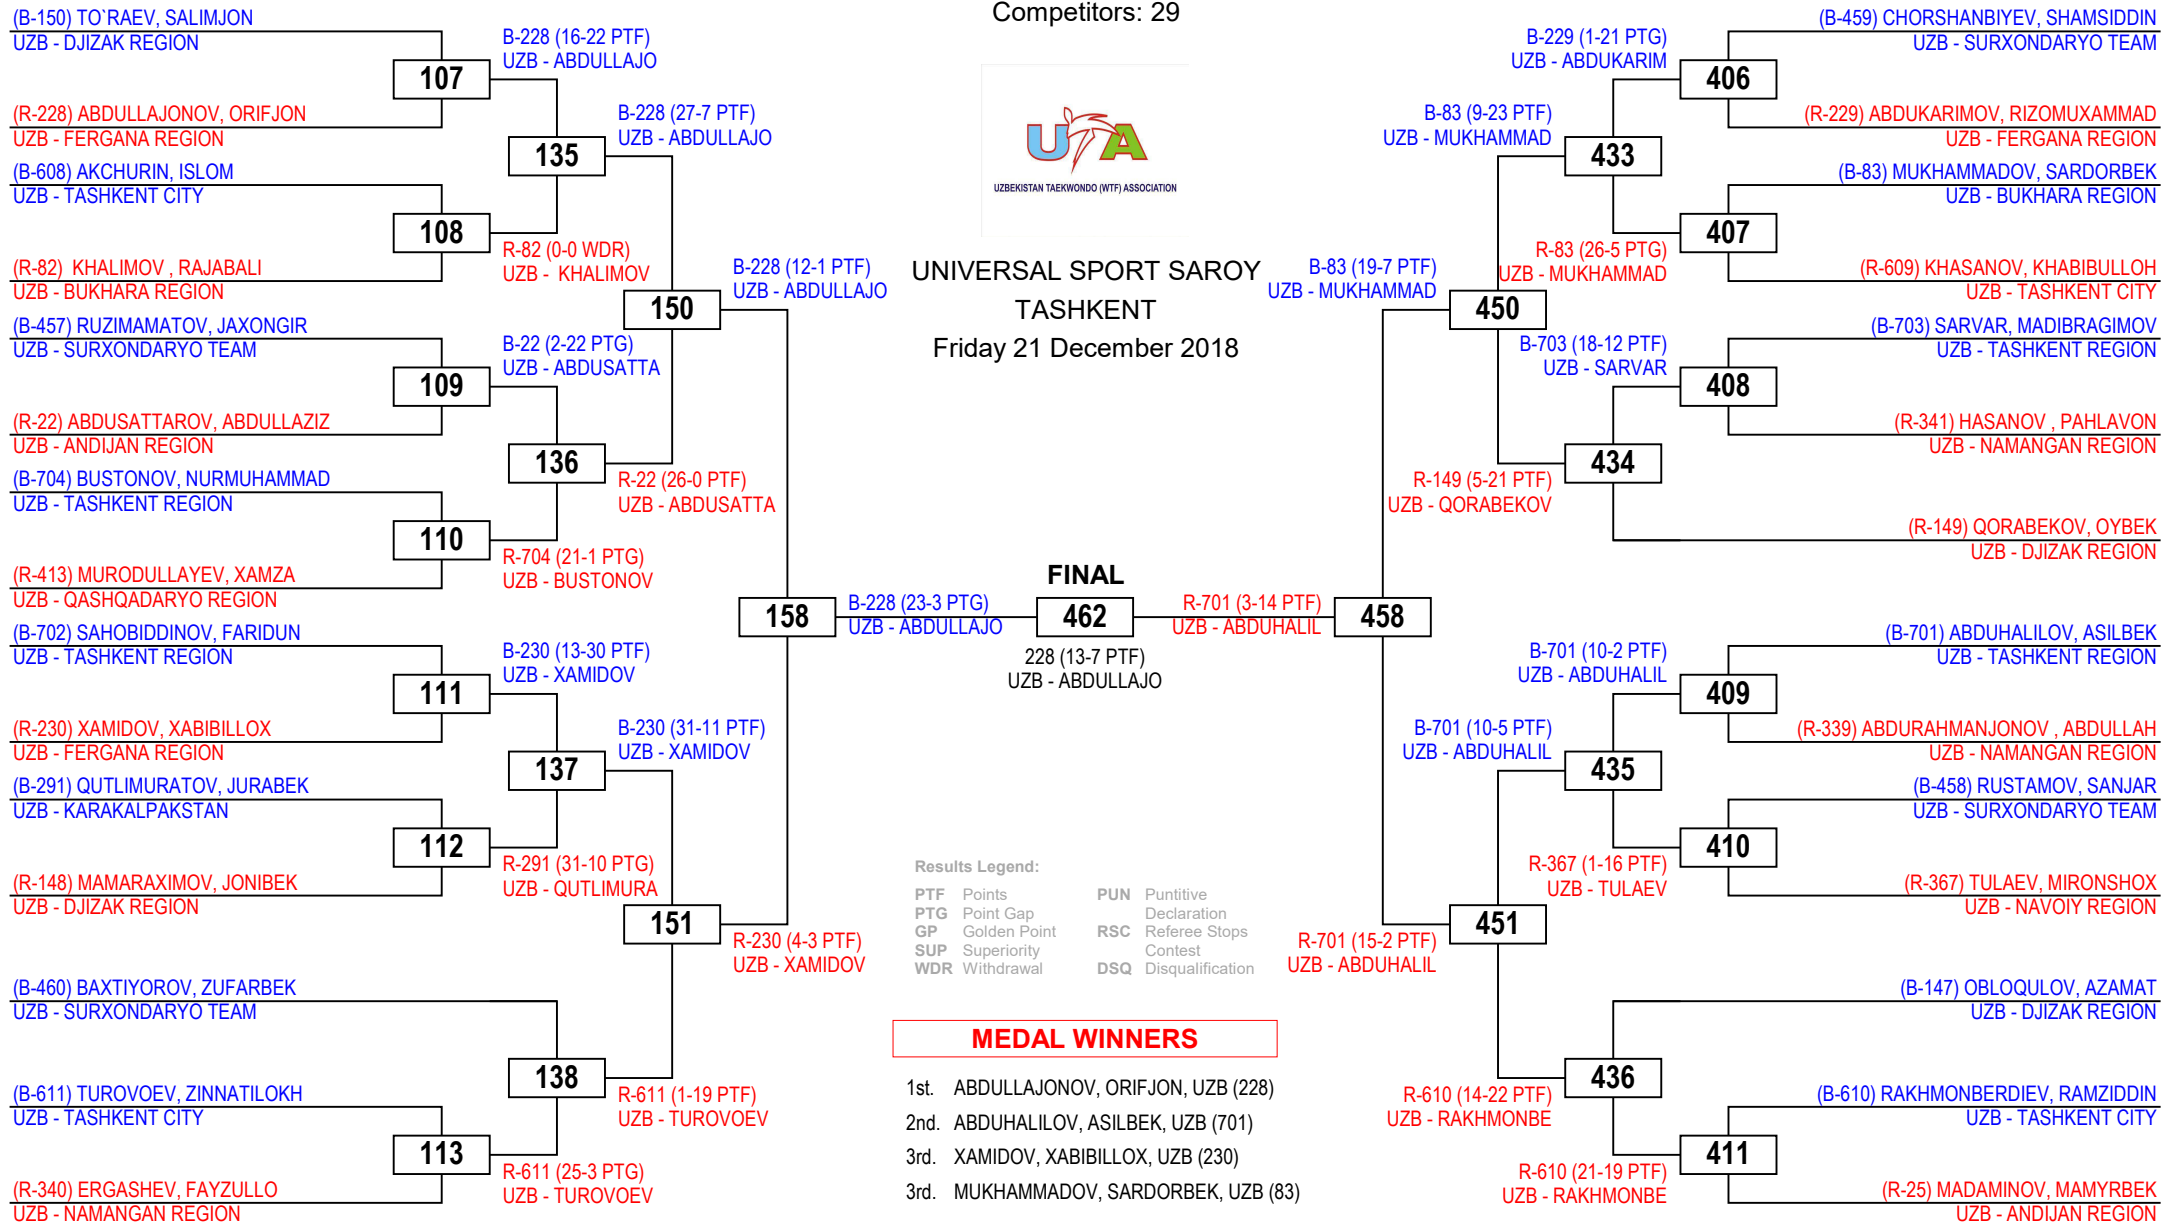 Competitors: 29
(B-150) TO`RAEV, SALIMJON
UZB - DJIZAK REGION
107
(R-228) ABDULLAJONOV, ORIFJON
UZB - FERGANA REGION
(B-608) AKCHURIN, ISLOM
UZB - TASHKENT CITY
108
(R-82)  KHALIMOV , RAJABALI
UZB - BUKHARA REGION
(B-457) RUZIMAMATOV, JAXONGIR
UZB - SURXONDARYO TEAM
109
(R-22) ABDUSATTAROV, ABDULLAZIZ
UZB - ANDIJAN REGION
(B-704) BUSTONOV, NURMUHAMMAD
UZB - TASHKENT REGION
110
(R-413) MURODULLAYEV, XAMZA
UZB - QASHQADARYO REGION
(B-702) SAHOBIDDINOV, FARIDUN
UZB - TASHKENT REGION
111
(R-230) XAMIDOV, XABIBILLOX
UZB - FERGANA REGION
(B-291) QUTLIMURATOV, JURABEK
UZB - KARAKALPAKSTAN
112
(R-148) MAMARAXIMOV, JONIBEK
UZB - DJIZAK REGION
(B-460) BAXTIYOROV, ZUFARBEK
UZB - SURXONDARYO TEAM
(B-611) TUROVOEV, ZINNATILOKH
UZB - TASHKENT CITY
113
(R-340) ERGASHEV, FAYZULLO
UZB - NAMANGAN REGION
B-228 (16-22 PTF)
UZB - ABDULLAJO
135
R-82 (0-0 WDR)
UZB -  KHALIMOV
B-22 (2-22 PTG)
UZB - ABDUSATTA
136
R-704 (21-1 PTG)
UZB - BUSTONOV
B-230 (13-30 PTF)
UZB - XAMIDOV
137
R-291 (31-10 PTG)
UZB - QUTLIMURA
138
R-611 (25-3 PTG)
UZB - TUROVOEV
B-228 (27-7 PTF)
UZB - ABDULLAJO
150
R-22 (26-0 PTF)
UZB - ABDUSATTA
B-230 (31-11 PTF)
UZB - XAMIDOV
151
R-611 (1-19 PTF)
UZB - TUROVOEV
B-228 (12-1 PTF)
UZB - ABDULLAJO
158
R-230 (4-3 PTF)
UZB - XAMIDOV
UTA
UZBEKISTAN TAEKWONDO (WTF) ASSOCIATION
UNIVERSAL SPORT SAROY
TASHKENT
Friday 21 December 2018
FINAL
B-228 (23-3 PTG)
UZB - ABDULLAJO
462
R-701 (3-14 PTF)
UZB - ABDUHALIL
228 (13-7 PTF)
UZB - ABDULLAJO
Results Legend:
PTF Points
PTG Point Gap
GP Golden Point
SUP Superiority
WDR Withdrawal
PUN Puntitive
Declaration
RSC Referee Stops
Contest
DSQ Disqualification
MEDAL WINNERS
1st. ABDULLAJONOV, ORIFJON, UZB (228)
2nd. ABDUHALILOV, ASILBEK, UZB (701)
3rd. XAMIDOV, XABIBILLOX, UZB (230)
3rd. MUKHAMMADOV, SARDORBEK, UZB (83)
B-83 (19-7 PTF)
UZB - MUKHAMMAD
458
R-701 (15-2 PTF)
UZB - ABDUHALIL
B-83 (9-23 PTF)
UZB - MUKHAMMAD
450
R-149 (5-21 PTF)
UZB - QORABEKOV
B-701 (10-5 PTF)
UZB - ABDUHALIL
451
R-610 (14-22 PTF)
UZB - RAKHMONBE
B-229 (1-21 PTG)
UZB - ABDUKARIM
433
R-83 (26-5 PTG)
UZB - MUKHAMMAD
B-703 (18-12 PTF)
UZB - SARVAR
434
B-701 (10-2 PTF)
UZB - ABDUHALIL
435
R-367 (1-16 PTF)
UZB - TULAEV
436
R-610 (21-19 PTF)
UZB - RAKHMONBE
(B-459) CHORSHANBIYEV, SHAMSIDDIN
UZB - SURXONDARYO TEAM
406
(R-229) ABDUKARIMOV, RIZOMUXAMMAD
UZB - FERGANA REGION
(B-83) MUKHAMMADOV, SARDORBEK
UZB - BUKHARA REGION
407
(R-609) KHASANOV, KHABIBULLOH
UZB - TASHKENT CITY
(B-703) SARVAR, MADIBRAGIMOV
UZB - TASHKENT REGION
408
(R-341) HASANOV , PAHLAVON
UZB - NAMANGAN REGION
(R-149) QORABEKOV, OYBEK
UZB - DJIZAK REGION
(B-701) ABDUHALILOV, ASILBEK
UZB - TASHKENT REGION
409
(R-339) ABDURAHMANJONOV , ABDULLAH
UZB - NAMANGAN REGION
(B-458) RUSTAMOV, SANJAR
UZB - SURXONDARYO TEAM
410
(R-367) TULAEV, MIRONSHOX
UZB - NAVOIY REGION
(B-147) OBLOQULOV, AZAMAT
UZB - DJIZAK REGION
(B-610) RAKHMONBERDIEV, RAMZIDDIN
UZB - TASHKENT CITY
411
(R-25) MADAMINOV, MAMYRBEK
UZB - ANDIJAN REGION